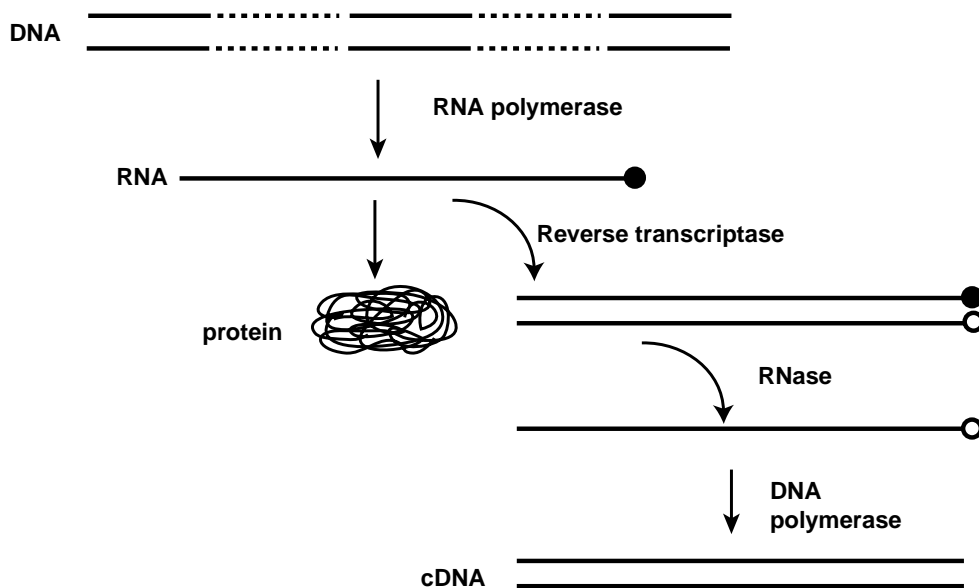 DNA
RNA polymerase
RNA
Reverse transcriptase
protein
RNase
DNA
polymerase
cDNA